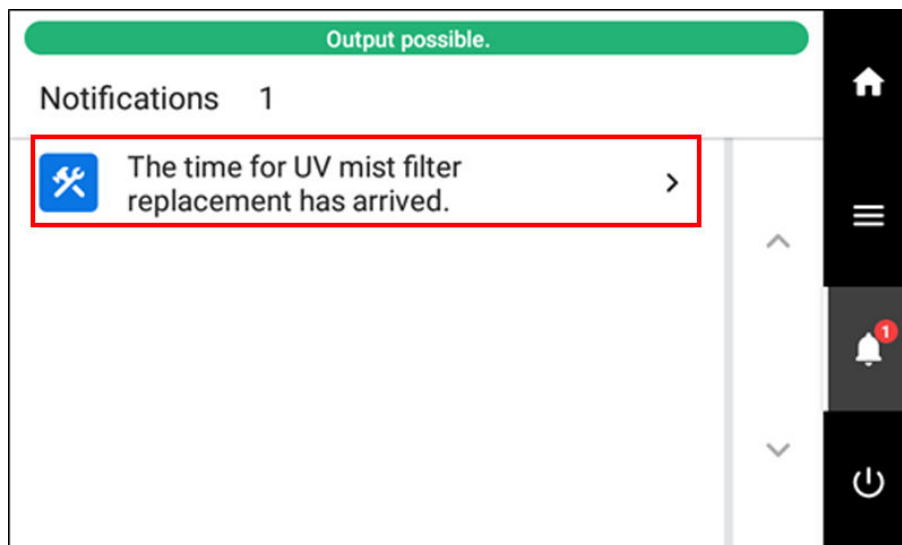 Output possible.
Notifications 1
The time for UV mist filter
replacement has arrived.
1